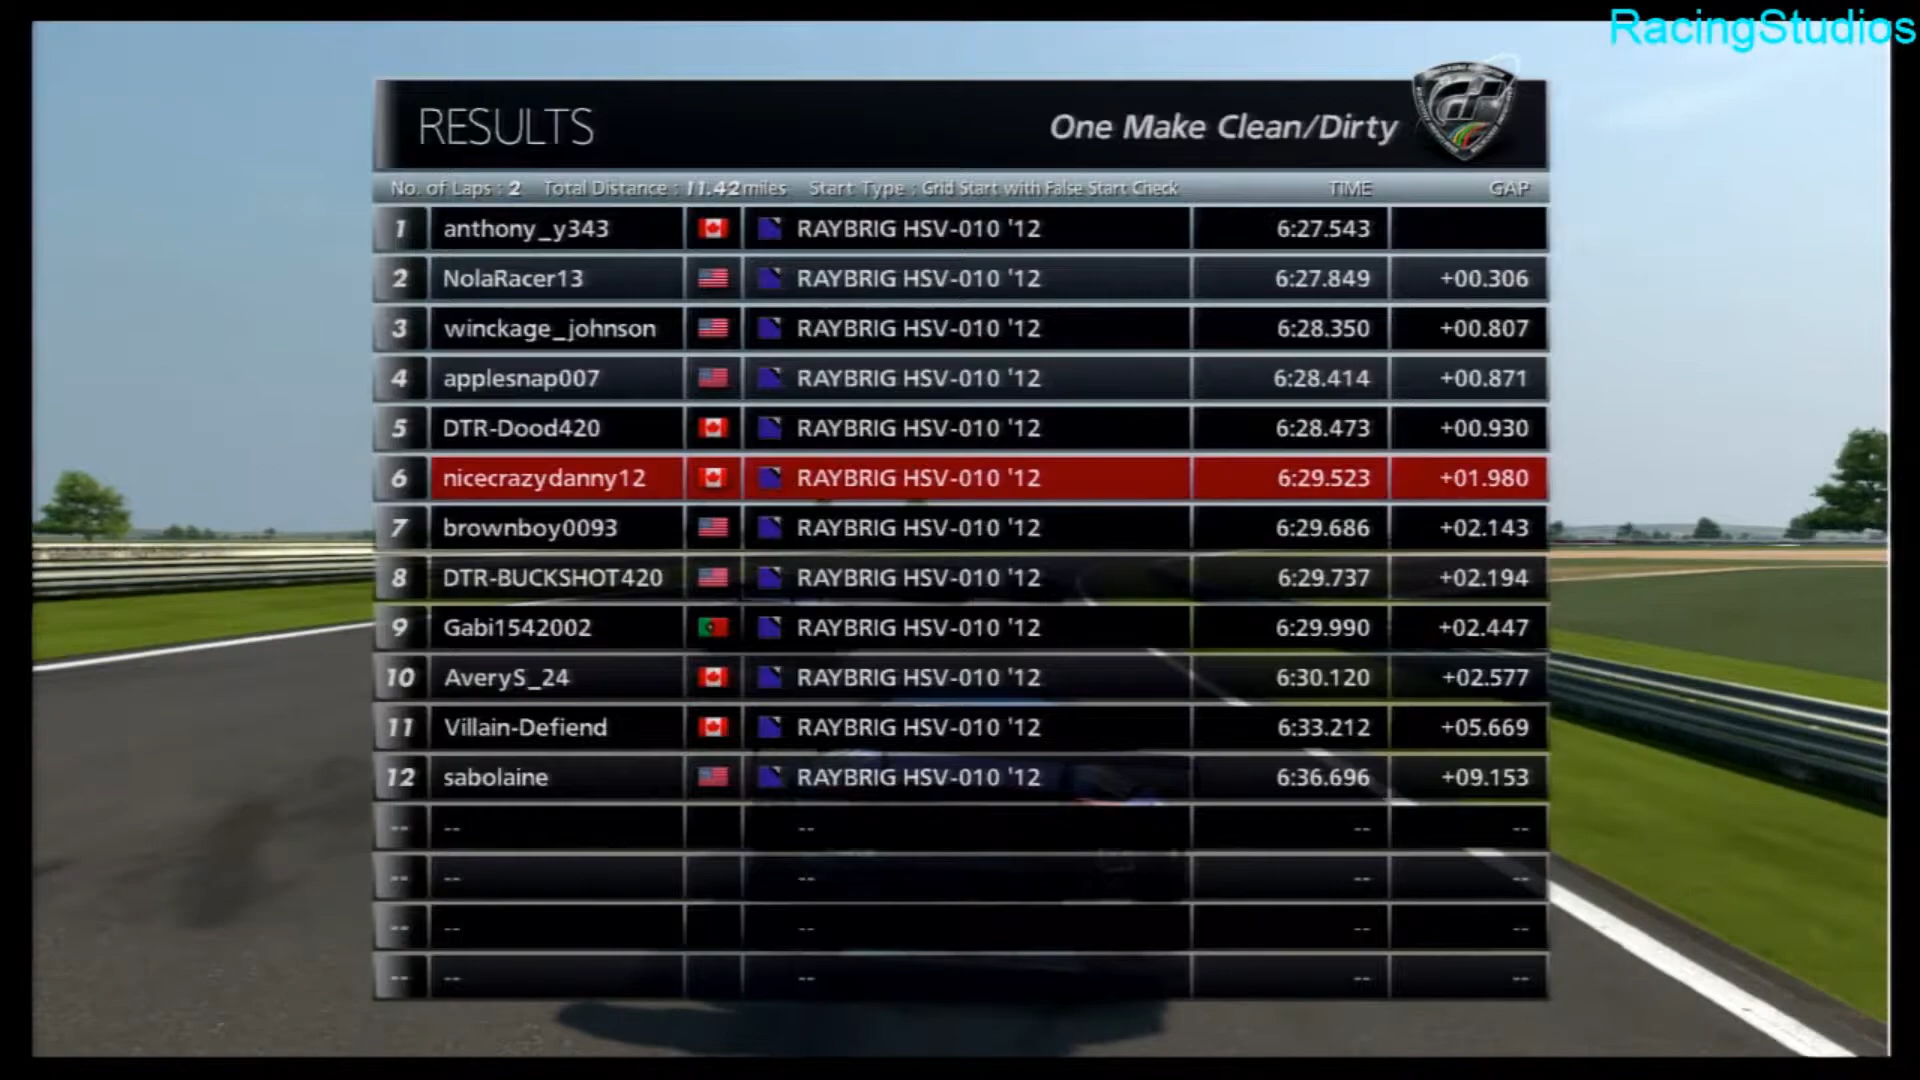 RacingStudios
RESULTS One Make Clean/Dirty
No. of Laps : 2 Total Distance : 11.42miles Start Type : Grid Start with False Start Check TIME GAP
1 anthony_y343 RAYBRIG HSV-010 '12 6:27.543
2 NolaRacer13 RAYBRIG HSV-010 '12 6:27.849 +00.306
3 winckage_johnson RAYBRIG HSV-010 '12 6:28.350 +00.807
4 applesnap007 RAYBRIG HSV-010 '12 6:28.414 +00.871
5 DTR-Dood420 RAYBRIG HSV-010 '12 6:28.473 +00.930
6 nicecrazydanny12 RAYBRIG HSV-010 '12 6:29.523 +01.980
7 brownboy0093 RAYBRIG HSV-010 '12 6:29.686 +02.143
8 DTR-BUCKSHOT420 RAYBRIG HSV-010 '12 6:29.737 +02.194
9 Gabi1542002 RAYBRIG HSV-010 '12 6:29.990 +02.447
10 AveryS_24 RAYBRIG HSV-010 '12 6:30.120 +02.577
11 Villain-Defiend RAYBRIG HSV-010 '12 6:33.212 +05.669
12 sabolaine RAYBRIG HSV-010 '12 6:36.696 +09.153
-- -- -- -- --
-- -- -- -- --
-- -- -- -- --
-- -- -- -- --